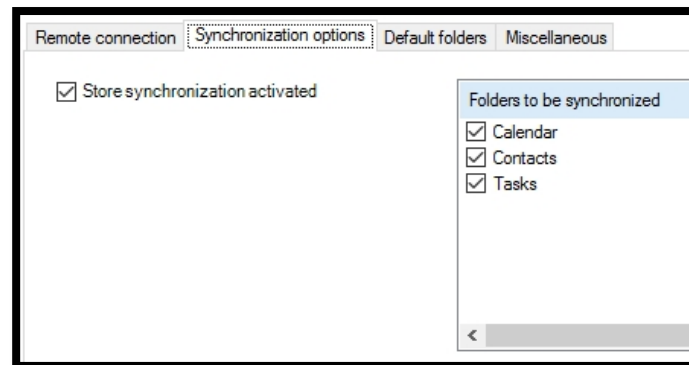 Remote connection Synchronization options Default folders Miscellaneous
Store synchronization activated
Folders to be synchronized
Calendar
Contacts
Tasks